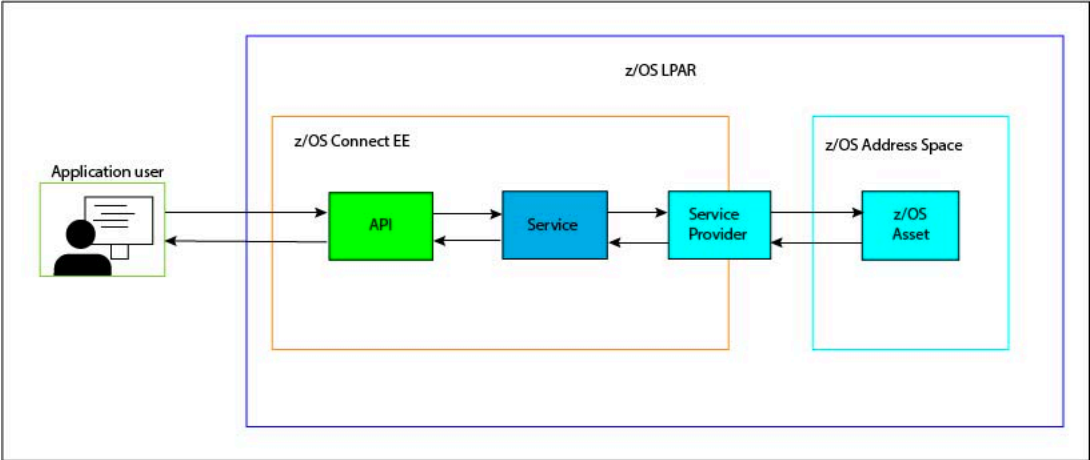 z/OS LPAR
z/OS Connect EE
z/OS Address Space
Application user
API
Service
Service
Provider
z/OS
Asset